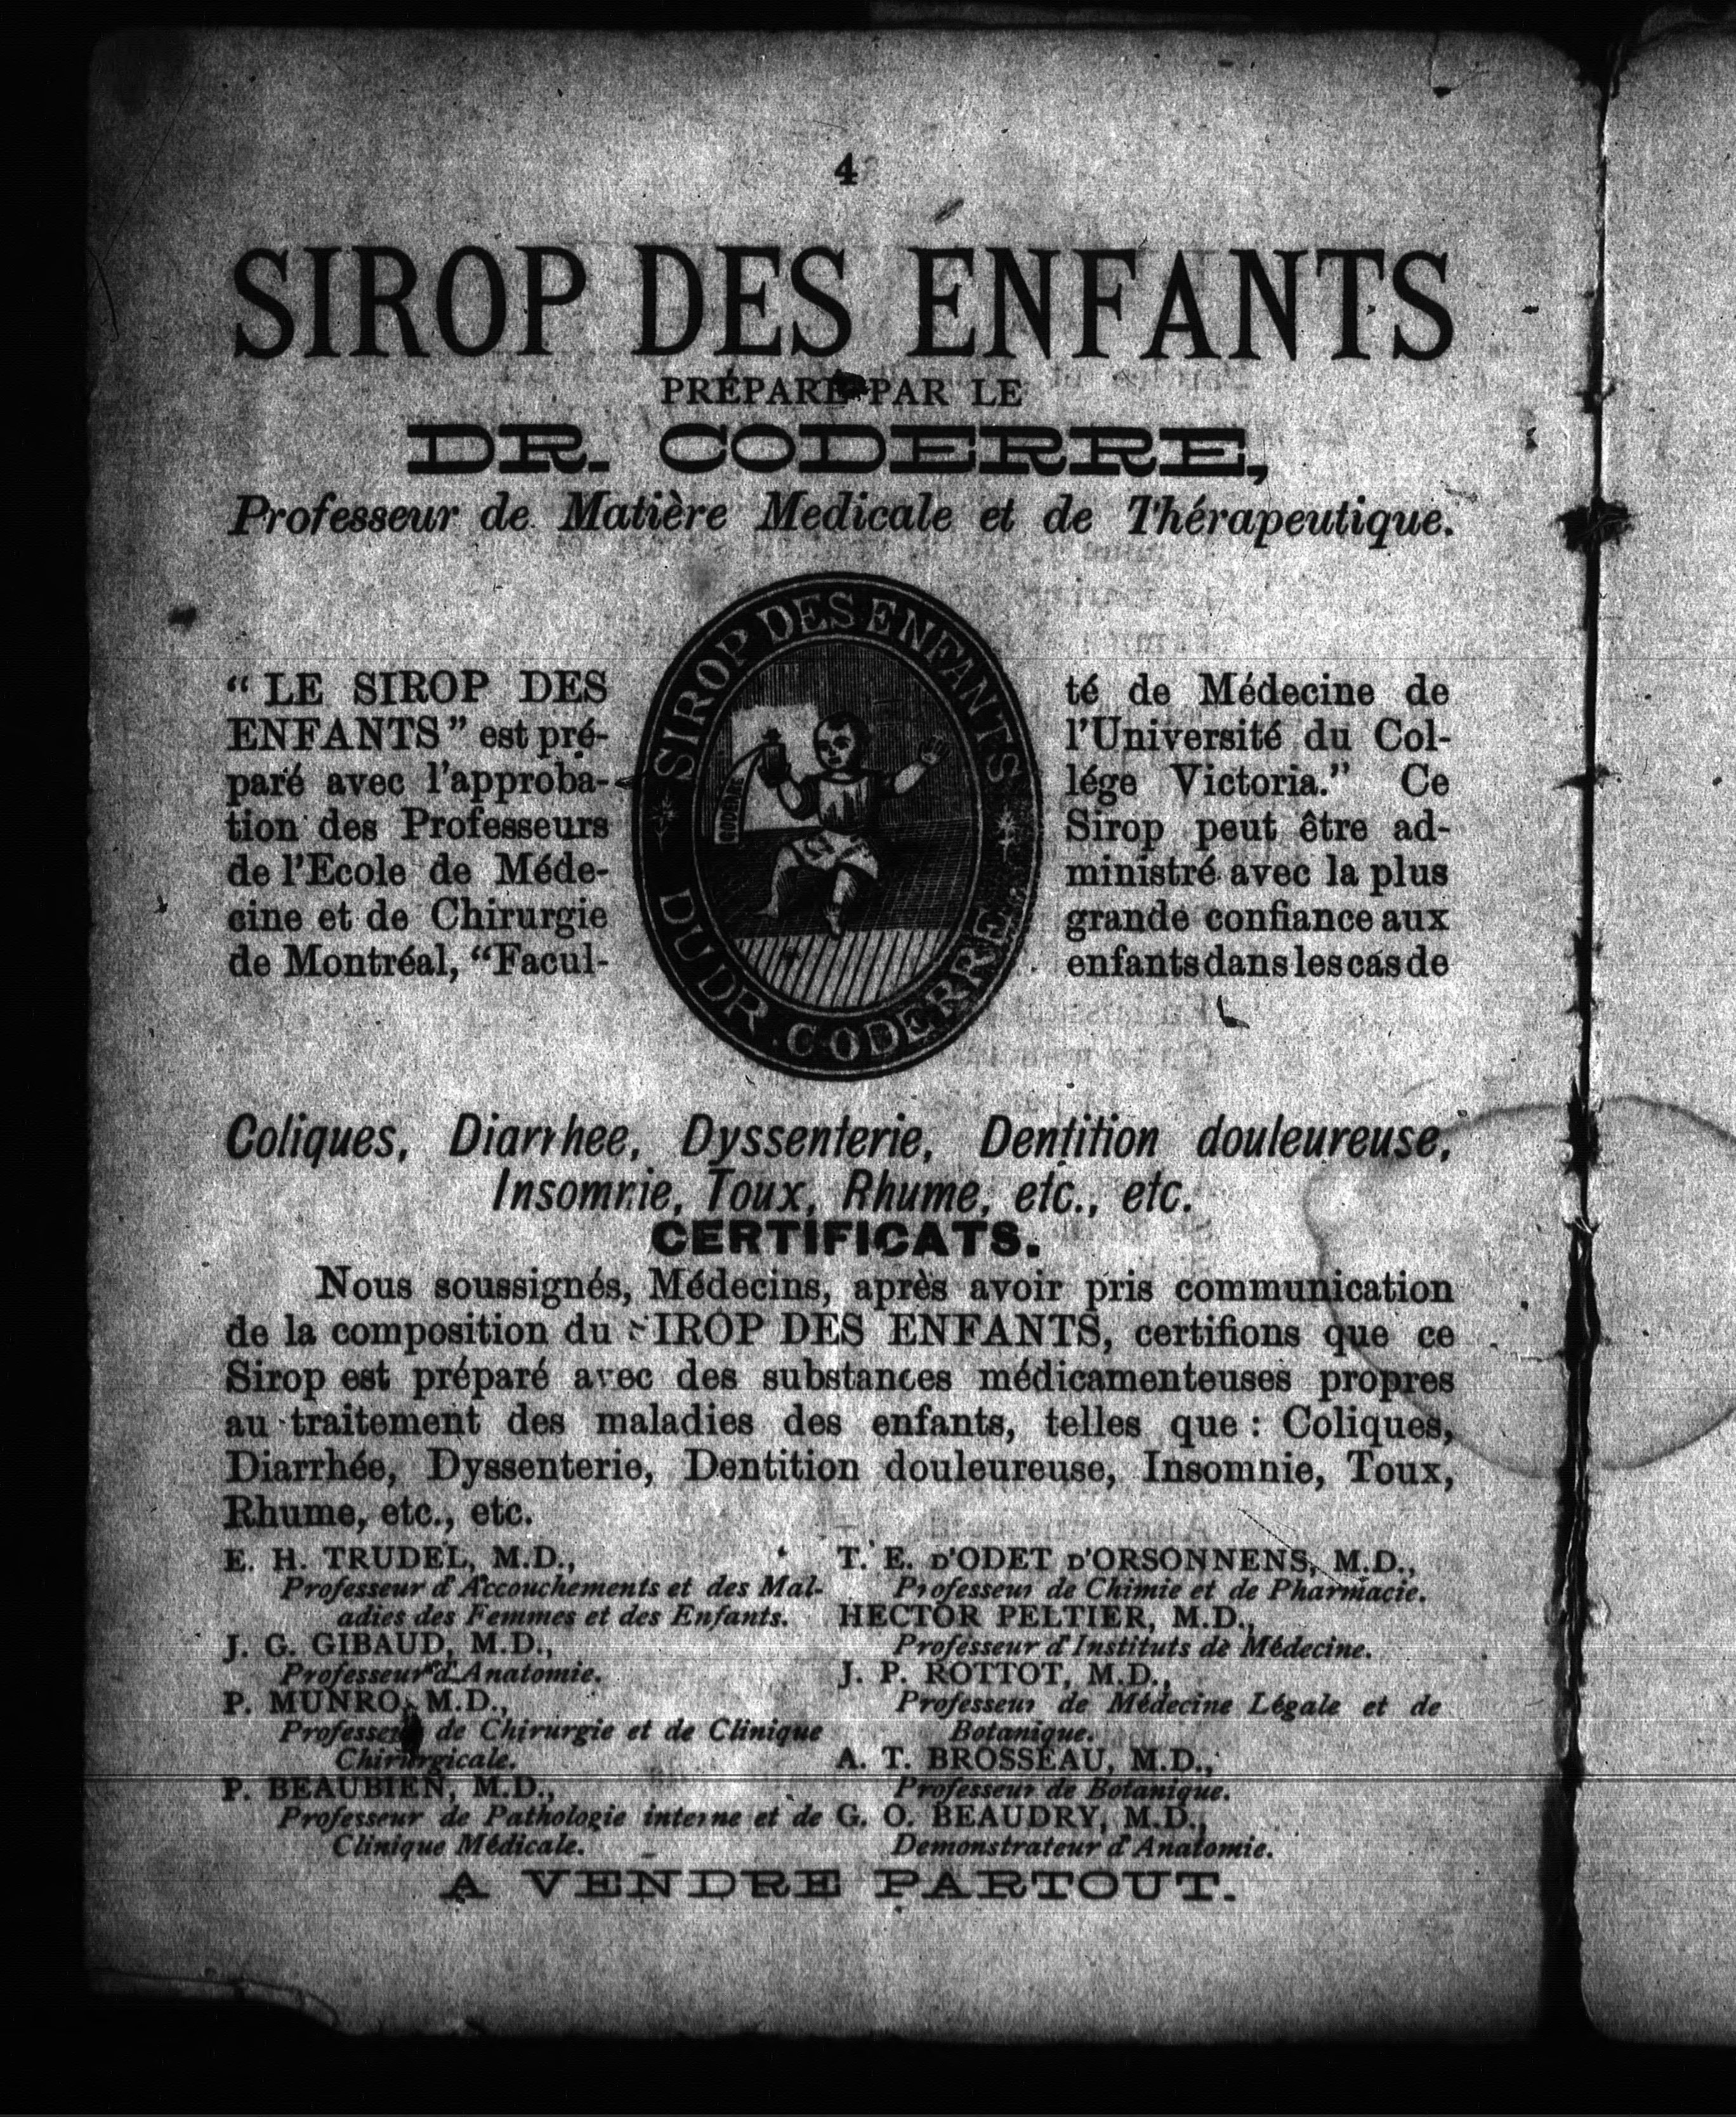 4
SIROP DES ENFANTS
PRÉPARÉ PAR LE
DR. CODERRE,
Professeur de Matière Medicale et de Thérapeutique.
“ LE SIROP DES
ENFANTS ” est pré-
paré avec l'approba-
tion des Professeurs
de l'Ecole de Méde-
cine et de Chirurgie
de Montréal, “Facul-
SIROP DES ENFANTS
DU DR. CODERRE
CODERRE
té de Médecine de
l'Université du Col-
lége Victoria.” Ce
Sirop peut être ad-
ministré avec la plus
grande confiance aux
enfants dans les cas de
Coliques, Diarrhee, Dyssenterie, Dentition douleureuse,
Insomnie, Toux, Rhume, etc., etc.
CERTIFICATS.
Nous soussignés, Médecins, après avoir pris communication
de la composition du SIROP DES ENFANTS, certifions que ce
Sirop est préparé avec des substances médicamenteuses propres
au traitement des maladies des enfants, telles que : Coliques,
Diarrhée, Dyssenterie, Dentition douleureuse, Insomnie, Toux,
Rhume, etc., etc.
E. H. TRUDEL, M.D.,
Professeur d'Accouchements et des Mal-
adies des Femmes et des Enfants.
J. G. GIBAUD, M.D.,
Professeur d'Anatomie.
P. MUNRO, M.D.,
Professeur de Chirurgie et de Clinique
Chirurgicale.
P. BEAUBIEN, M.D.,
Professeur de Pathologie interne et de
Clinique Médicale.
T. E. D'ODET D'ORSONNENS, M.D.,
Professeur de Chimie et de Pharmacie.
HECTOR PELTIER, M.D.,
Professeur d'Instituts de Médecine.
J. P. ROTTOT, M.D.,
Professeur de Médecine Légale et de
Botanique.
A. T. BROSSEAU, M.D.,
Professeur de Botanique.
G. O. BEAUDRY, M.D.,
Demonstrateur d'Anatomie.
A VENDRE PARTOUT.